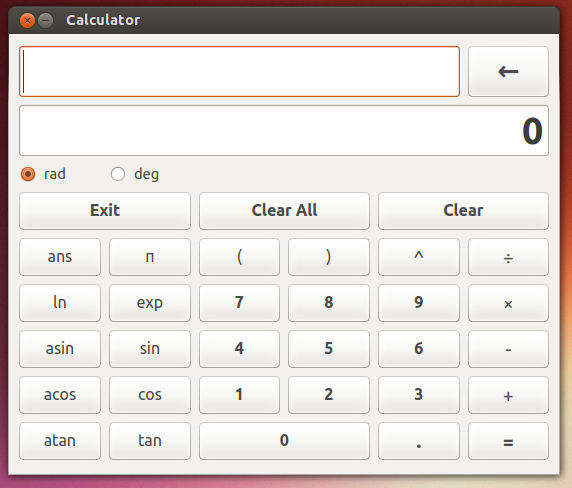 Calculator
←
0
rad deg
Exit Clear All Clear
ans п ( ) ^ ÷
ln exp 7 8 9 ×
asin sin 4 5 6 -
acos cos 1 2 3 +
atan tan 0 . =